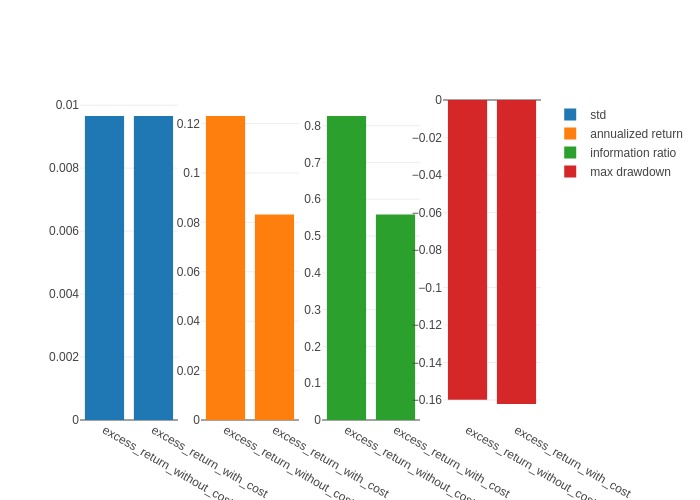 0.01
0.008
0.006
0.004
0.002
0
0.12
0.1
0.08
0.06
0.04
0.02
0
0.8
0.7
0.6
0.5
0.4
0.3
0.2
0.1
0
0
−0.02
−0.04
−0.06
−0.08
−0.1
−0.12
−0.14
−0.16
std
annualized return
information ratio
max drawdown
excess_return_without_cost
excess_return_with_cost
excess_return_without_cost
excess_return_with_cost
excess_return_without_cost
excess_return_with_cost
excess_return_without_cost
excess_return_with_cost